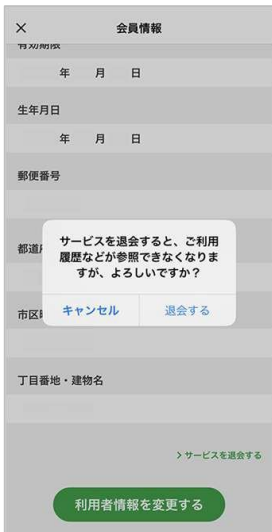 × 会員情報
有効期限
年 月 日
生年月日
年 月 日
郵便番号
サービスを退会すると、ご利用
履歴などが参照できなくなりま
すが、よろしいですか？
都道
キャンセル 退会する
市区
丁目番地・建物名
> サービスを退会する
利用者情報を変更する